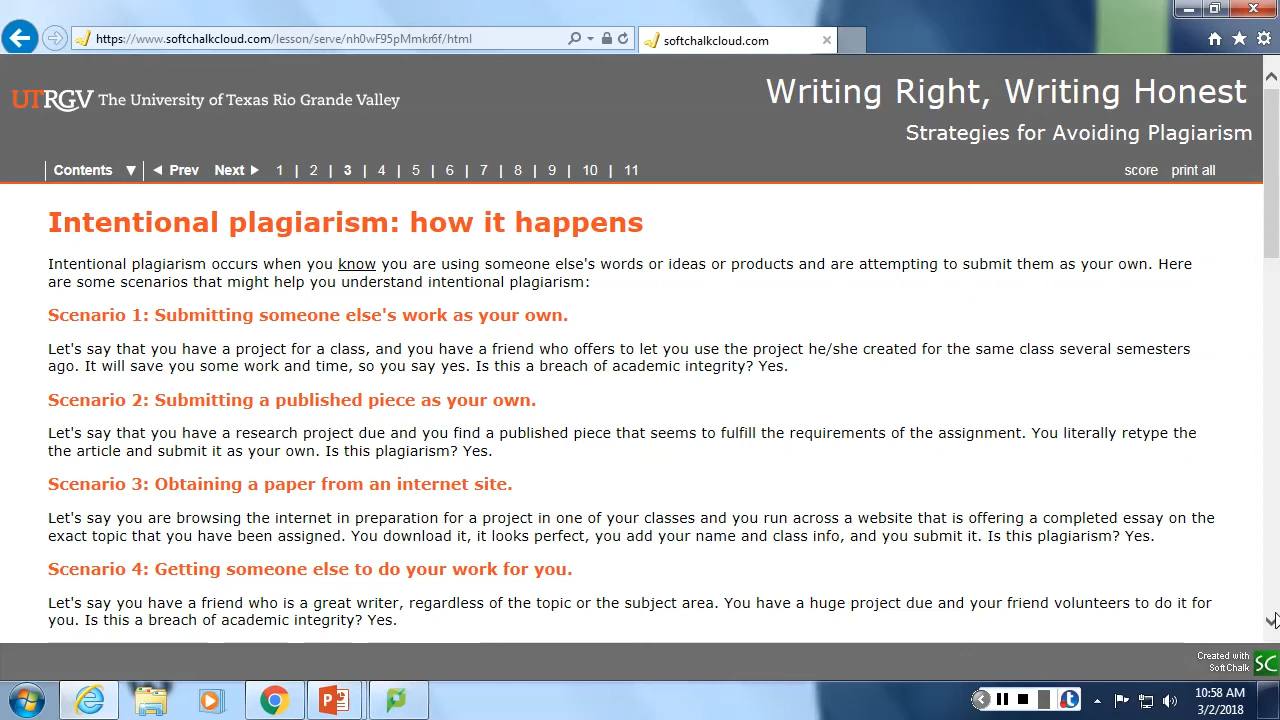 https://www.softchalkcloud.com/lesson/serve/nh0wF95pMmkr6f/html
softchalkcloud.com
UTRGV The University of Texas Rio Grande Valley
Writing Right, Writing Honest
Strategies for Avoiding Plagiarism
Contents ▼ ◄ Prev Next ► 1 | 2 | 3 | 4 | 5 | 6 | 7 | 8 | 9 | 10 | 11 score print all
Intentional plagiarism: how it happens
Intentional plagiarism occurs when you know you are using someone else's words or ideas or products and are attempting to submit them as your own. Here
are some scenarios that might help you understand intentional plagiarism:
Scenario 1: Submitting someone else's work as your own.
Let's say that you have a project for a class, and you have a friend who offers to let you use the project he/she created for the same class several semesters
ago. It will save you some work and time, so you say yes. Is this a breach of academic integrity? Yes.
Scenario 2: Submitting a published piece as your own.
Let's say that you have a research project due and you find a published piece that seems to fulfill the requirements of the assignment. You literally retype the
the article and submit it as your own. Is this plagiarism? Yes.
Scenario 3: Obtaining a paper from an internet site.
Let's say you are browsing the internet in preparation for a project in one of your classes and you run across a website that is offering a completed essay on the
exact topic that you have been assigned. You download it, it looks perfect, you add your name and class info, and you submit it. Is this plagiarism? Yes.
Scenario 4: Getting someone else to do your work for you.
Let's say you have a friend who is a great writer, regardless of the topic or the subject area. You have a huge project due and your friend volunteers to do it for
you. Is this a breach of academic integrity? Yes.
Created with
SoftChalk
SC
10:58 AM
3/2/2018